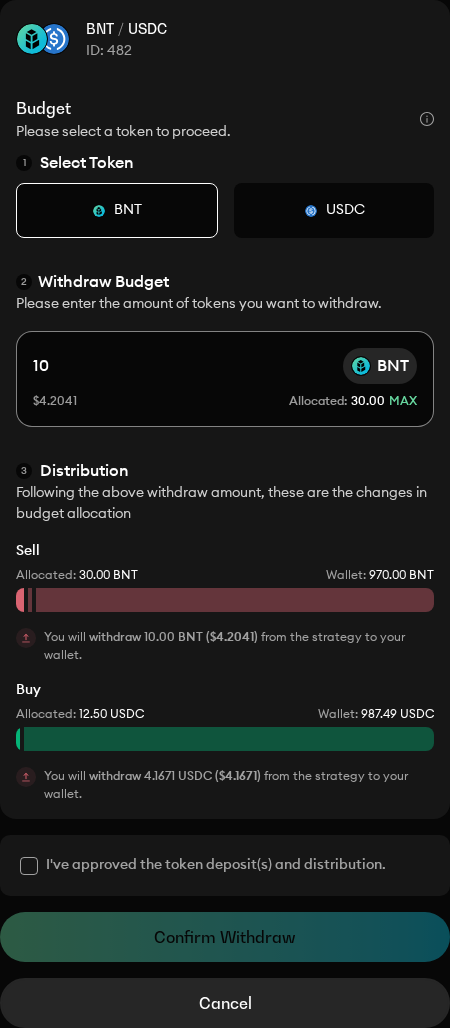 BNT / USDC
ID: 482
Budget
Please select a token to proceed.
1 Select Token
BNT USDC
2 Withdraw Budget
Please enter the amount of tokens you want to withdraw.
10 BNT
$4.2041 Allocated: 30.00 MAX
3 Distribution
Following the above withdraw amount, these are the changes in
budget allocation
Sell
Allocated: 30.00 BNT Wallet: 970.00 BNT
You will withdraw 10.00 BNT ($4.2041) from the strategy to your
wallet.
Buy
Allocated: 12.50 USDC Wallet: 987.49 USDC
You will withdraw 4.1671 USDC ($4.1671) from the strategy to your
wallet.
I've approved the token deposit(s) and distribution.
Confirm Withdraw
Cancel